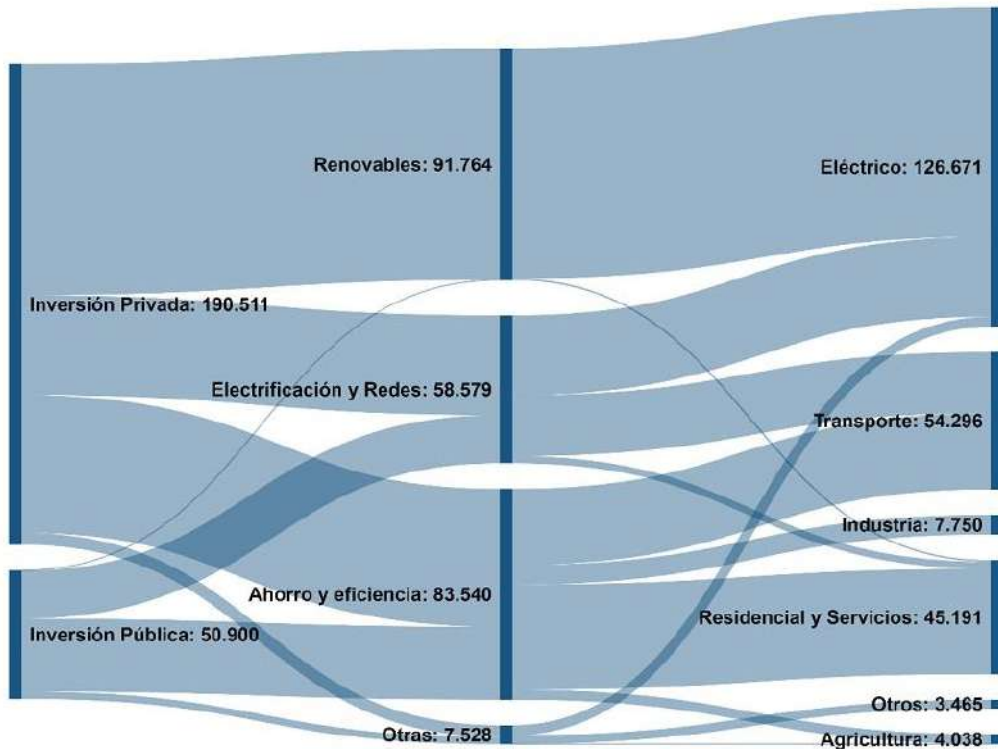 Renovables: 91.764
Eléctrico: 126.671
Inversión Privada: 190.511
Electrificación y Redes: 58.579
Transporte: 54.296
Industria: 7.750
Ahorro y eficiencia: 83.540
Residencial y Servicios: 45.191
Inversión Pública: 50.900
Otros: 3.465
Otras: 7.528
Agricultura: 4.038